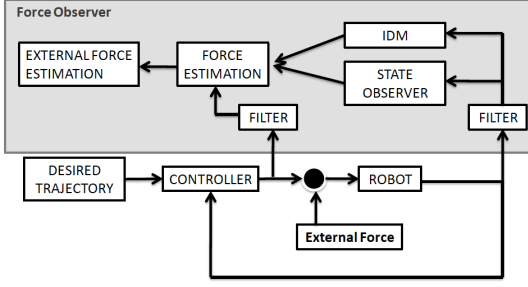 Force Observer
EXTERNAL FORCE
ESTIMATION
FORCE
ESTIMATION
IDM
STATE
OBSERVER
FILTER
FILTER
DESIRED
TRAJECTORY
CONTROLLER
ROBOT
External Force